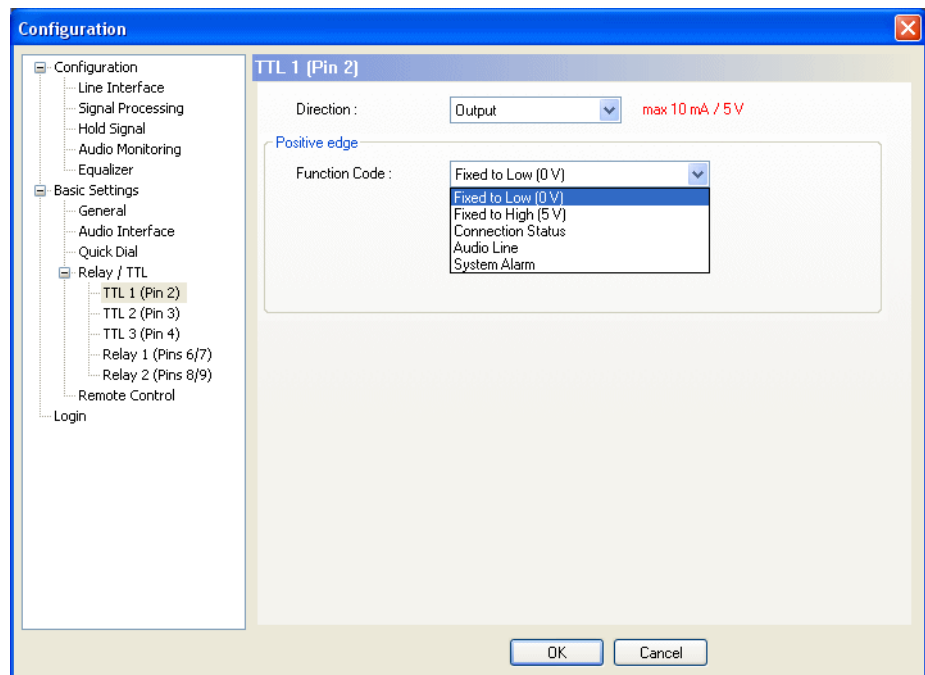 Configuration
Configuration
Line Interface
Signal Processing
Hold Signal
Audio Monitoring
Equalizer
Basic Settings
General
Audio Interface
Quick Dial
Relay / TTL
TTL 1 (Pin 2)
TTL 2 (Pin 3)
TTL 3 (Pin 4)
Relay 1 (Pins 6/7)
Relay 2 (Pins 8/9)
Remote Control
Login
TTL 1 (Pin 2)
Direction : Output max 10 mA / 5 V
Positive edge
Function Code : Fixed to Low (0 V)
Fixed to Low (0 V)
Fixed to High (5 V)
Connection Status
Audio Line
System Alarm
OK Cancel